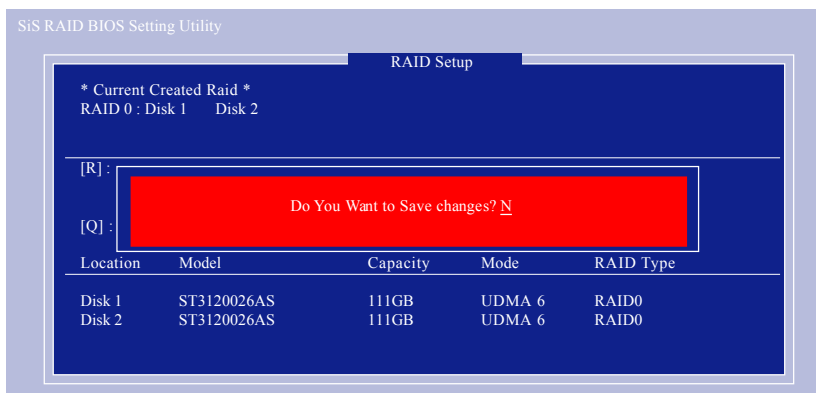 SiS RAID BIOS Setting Utility
RAID Setup
* Current Created Raid *
RAID 0 : Disk 1 Disk 2
[R] :
Do You Want to Save changes? N
[Q] :
Location Model Capacity Mode RAID Type
Disk 1 ST3120026AS 111GB UDMA 6 RAID0
Disk 2 ST3120026AS 111GB UDMA 6 RAID0